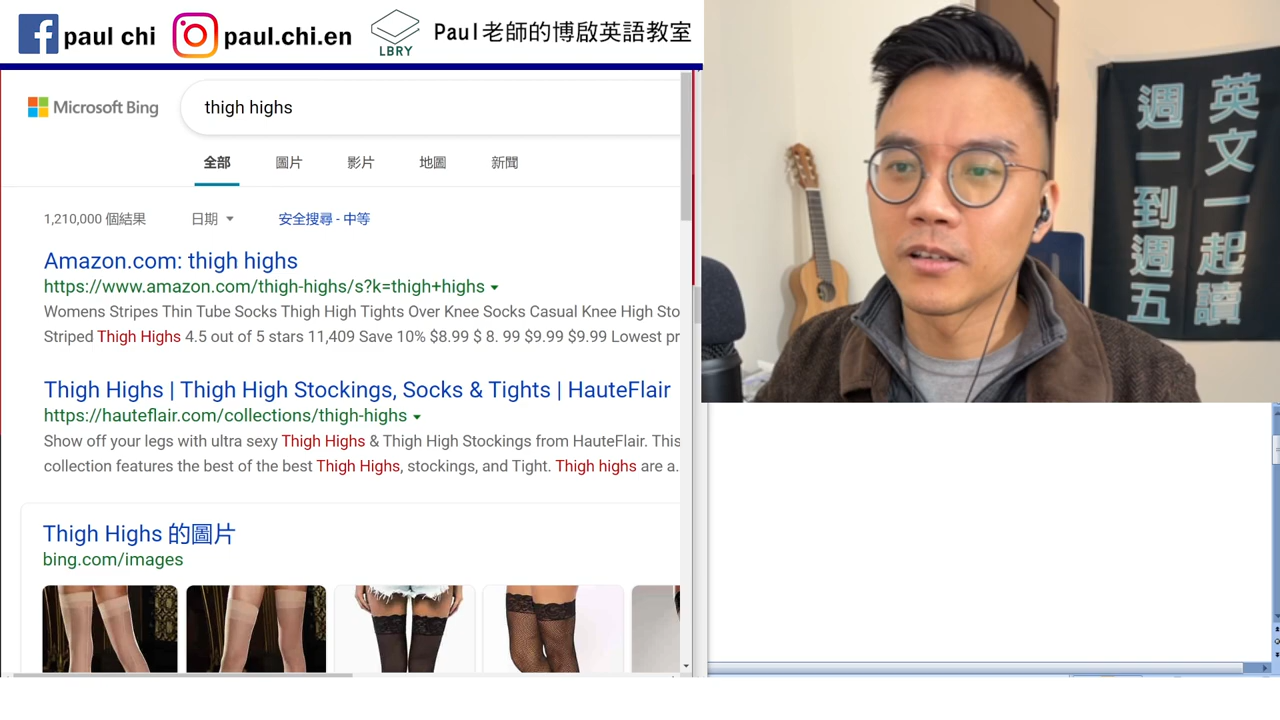 paul chi
paul.chi.en
LBRY
Paul老師的博啟英語教室
Microsoft Bing
thigh highs
全部
圖片
影片
地圖
新聞
1,210,000 個結果
日期
安全搜尋 - 中等
Amazon.com: thigh highs
https://www.amazon.com/thigh-highs/s?k=thigh+highs
Womens Stripes Thin Tube Socks Thigh High Tights Over Knee Socks Casual Knee High Sto
Striped Thigh Highs 4.5 out of 5 stars 11,409 Save 10% $8.99 $ 8. 99 $9.99 $9.99 Lowest pr
Thigh Highs | Thigh High Stockings, Socks & Tights | HauteFlair
https://hauteflair.com/collections/thigh-highs
Show off your legs with ultra sexy Thigh Highs & Thigh High Stockings from HauteFlair. This
collection features the best of the best Thigh Highs, stockings, and Tight. Thigh highs are a.
Thigh Highs 的圖片
bing.com/images
英文一起讀
週一到週五